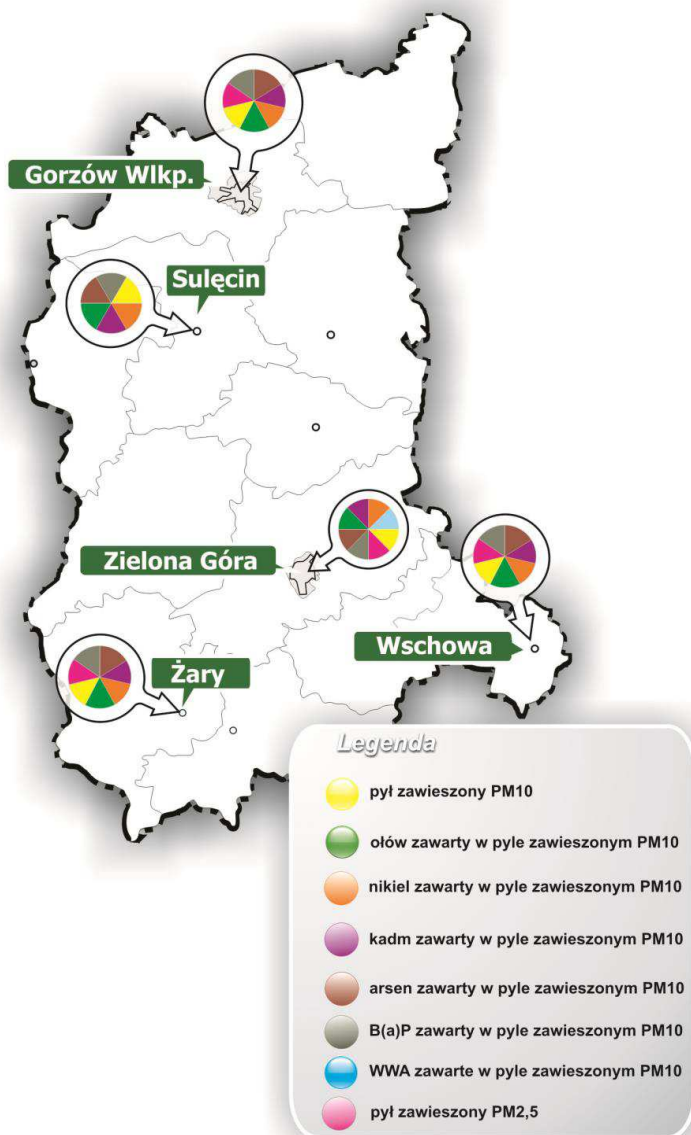 Gorzów Wlkp.
Sulęcin
Zielona Góra
Wschowa
Żary
Legenda
pył zawieszony PM10
ołów zawarty w pyle zawieszonym PM10
nikiel zawarty w pyle zawieszonym PM10
kadm zawarty w pyle zawieszonym PM10
arsen zawarty w pyle zawieszonym PM10
B(a)P zawarty w pyle zawieszonym PM10
WWA zawarte w pyle zawieszonym PM10
pył zawieszony PM2,5